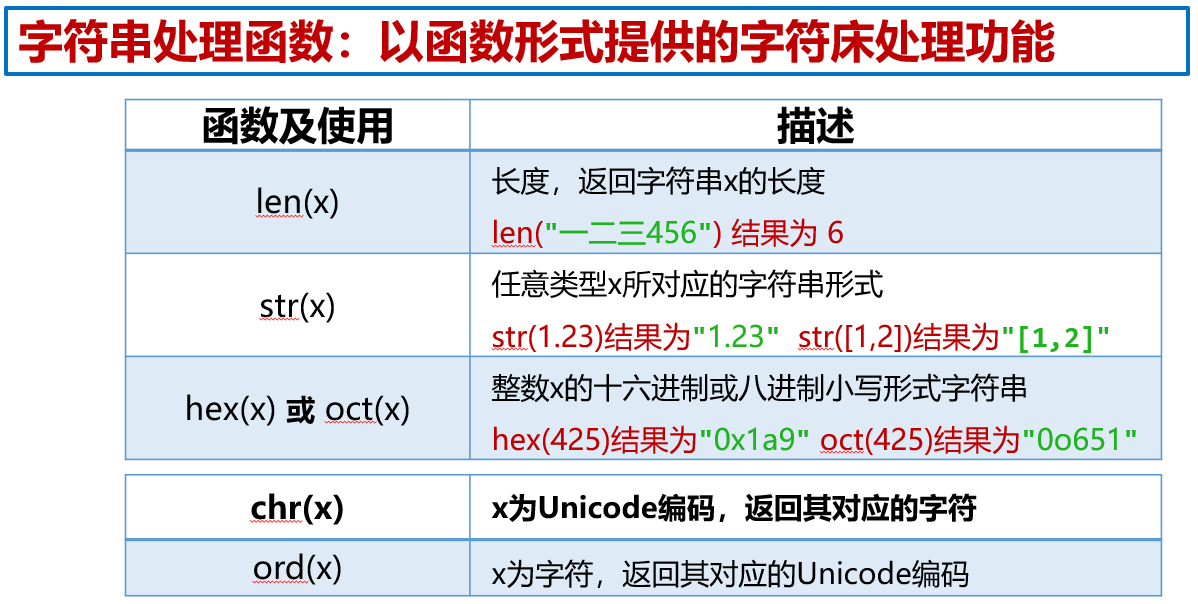 字符串处理函数：以函数形式提供的字符床处理功能
函数及使用
描述
len(x)
长度，返回字符串x的长度
len("一二三456") 结果为 6
str(x)
任意类型x所对应的字符串形式
str(1.23)结果为"1.23" str([1,2])结果为"[1,2]"
hex(x) 或 oct(x)
整数x的十六进制或八进制小写形式字符串
hex(425)结果为"0x1a9" oct(425)结果为"0o651"
chr(x)
x为Unicode编码，返回其对应的字符
ord(x)
x为字符，返回其对应的Unicode编码